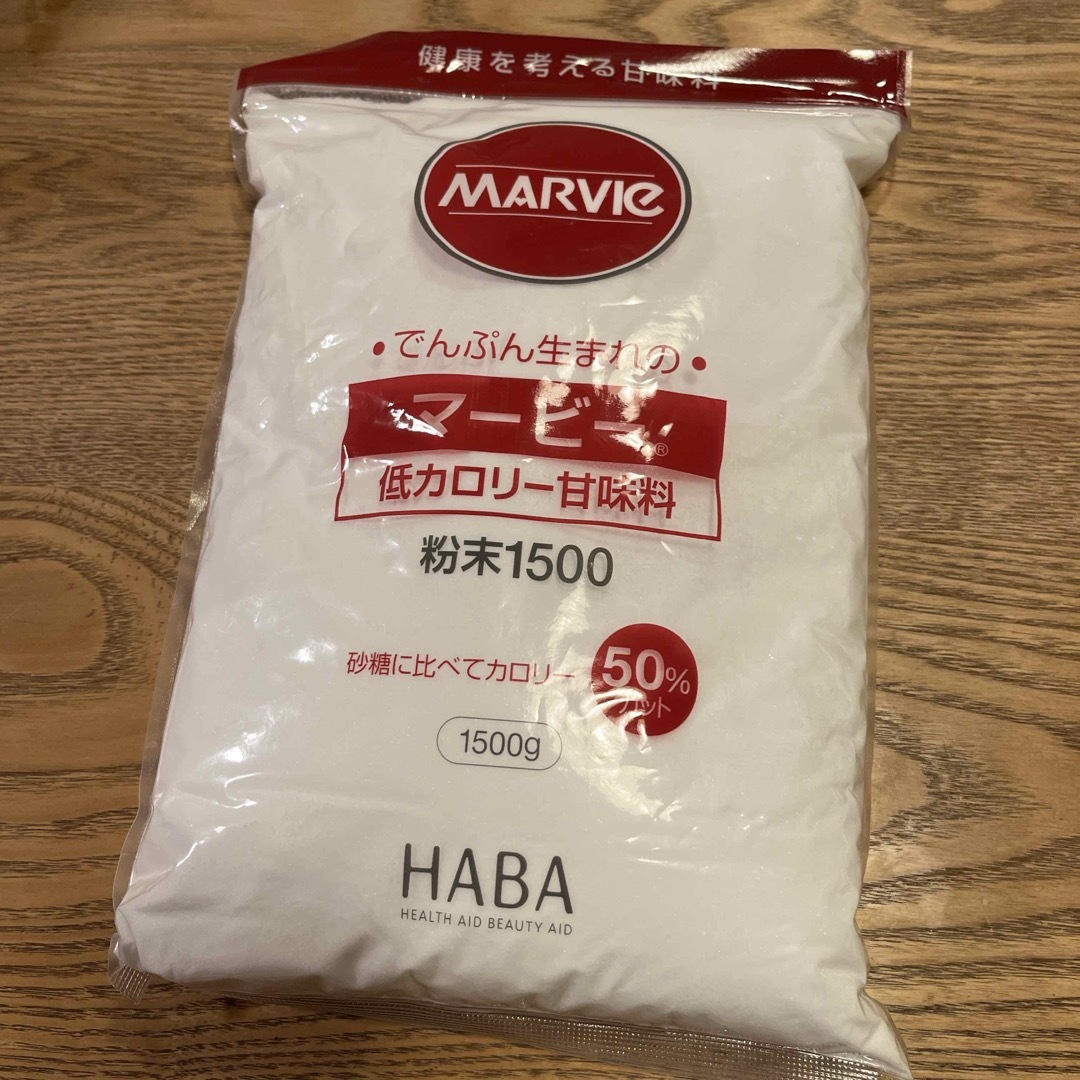 健康を考える甘味料
MARVIE
・でんぷん生まれの・
マービー®
低カロリー甘味料
粉末1500
砂糖に比べてカロリー
50%
カット
1500g
HABA
HEALTH AID BEAUTY AID